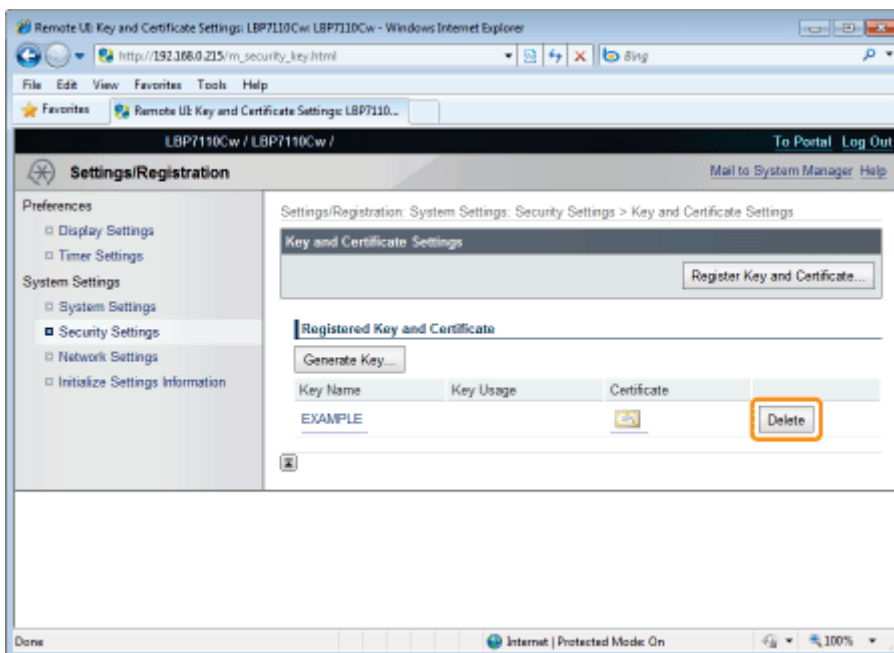 Remote UI: Key and Certificate Settings: LBP7110Cw: LBP7110Cw - Windows Internet Explorer
http://192.168.0.215/m_security_key.html
Bing
File Edit View Favorites Tools Help
Favorites Remote UI: Key and Certificate Settings: LBP7110...
LBP7110Cw / LBP7110Cw /
To Portal Log Out
Settings/Registration
Mail to System Manager Help
Preferences
Display Settings
Timer Settings
System Settings
System Settings
Security Settings
Network Settings
Initialize Settings Information
Settings/Registration: System Settings: Security Settings > Key and Certificate Settings
Key and Certificate Settings
Register Key and Certificate...
Registered Key and Certificate
Generate Key...
Key Name Key Usage Certificate
EXAMPLE Delete
Done Internet | Protected Mode: On 100%